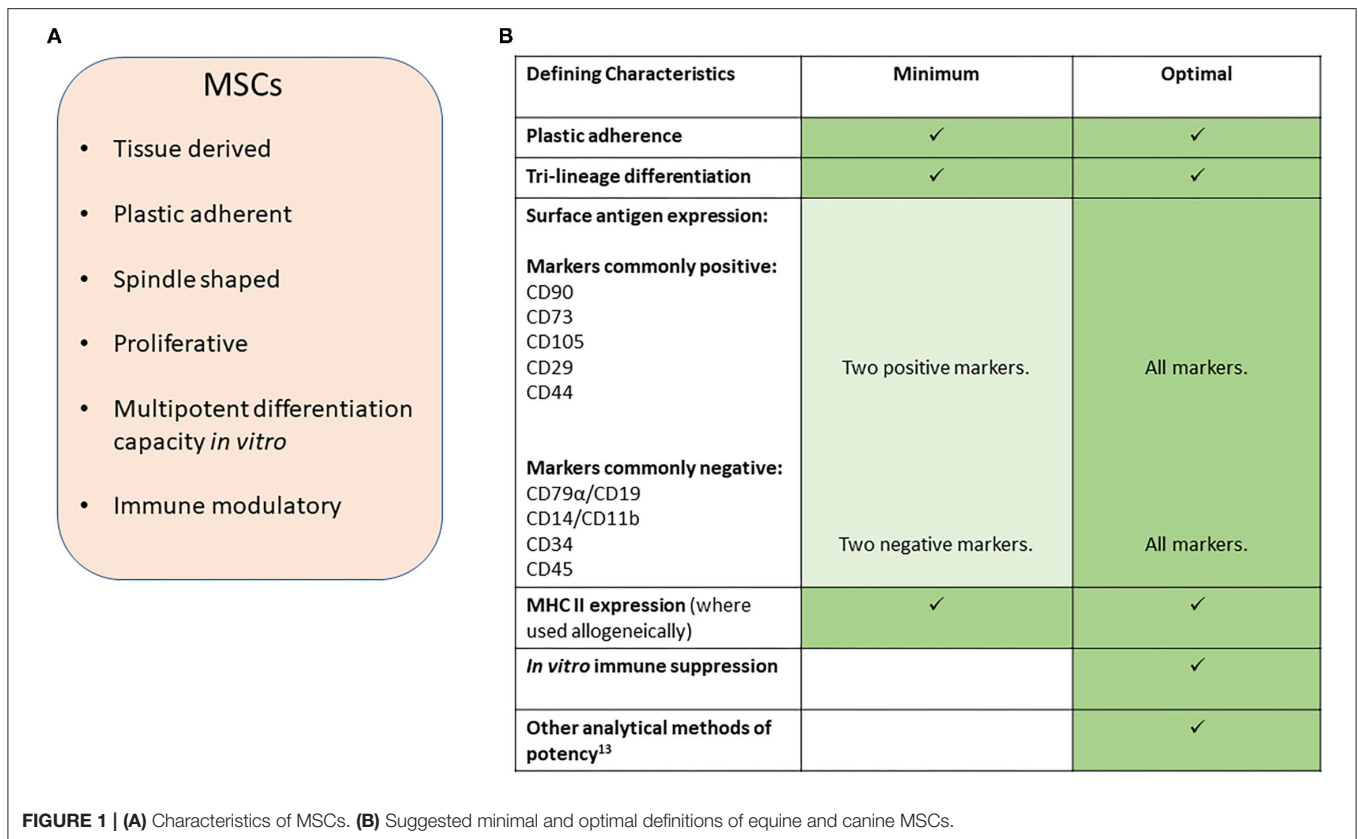 A
MSCs
• Tissue derived
• Plastic adherent
• Spindle shaped
• Proliferative
• Multipotent differentiation
capacity in vitro
• Immune modulatory
B
Defining Characteristics Minimum Optimal
Plastic adherence ✓ ✓
Tri-lineage differentiation ✓ ✓
Surface antigen expression:
Markers commonly positive:
CD90
CD73
CD105
CD29 Two positive markers. All markers.
CD44
Markers commonly negative:
CD79α/CD19
CD14/CD11b
CD34 Two negative markers. All markers.
CD45
MHC II expression (where ✓ ✓
used allogeneically)
In vitro immune suppression ✓
Other analytical methods of ✓
potency¹³
FIGURE 1 | (A) Characteristics of MSCs. (B) Suggested minimal and optimal definitions of equine and canine MSCs.